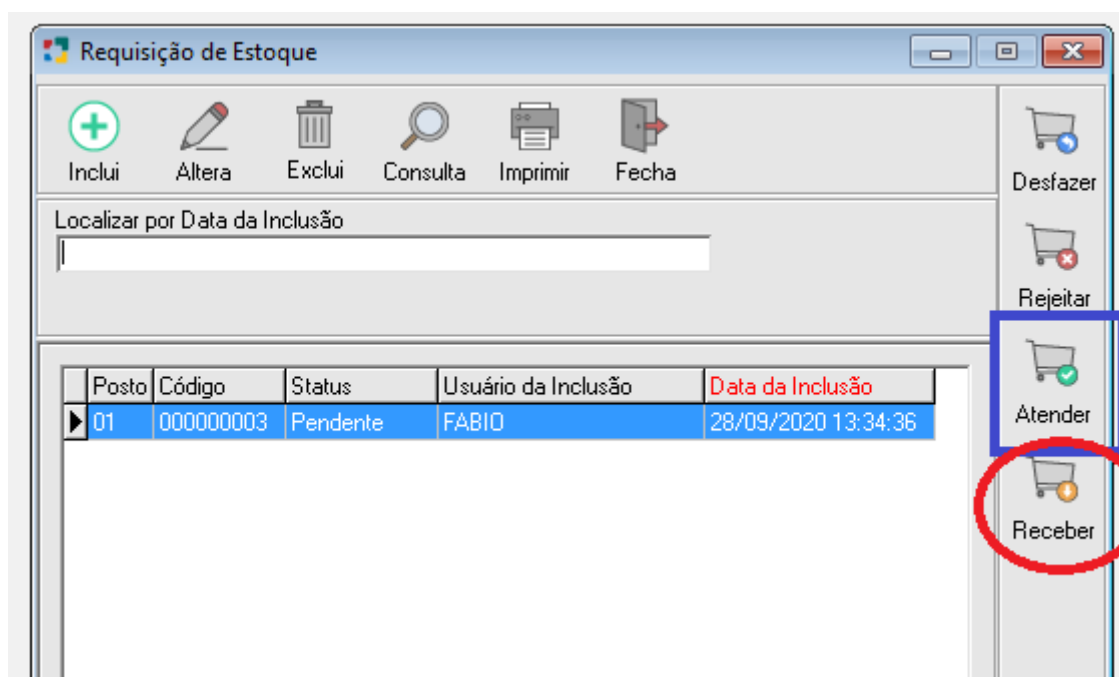 Requisição de Estoque
Inclui Altera Exclui Consulta Imprimir Fecha
Desfazer
Localizar por Data da Inclusão
Rejeitar
Posto Código Status Usuário da Inclusão Data da Inclusão
01 000000003 Pendente FABIO 28/09/2020 13:34:36
Atender
Receber